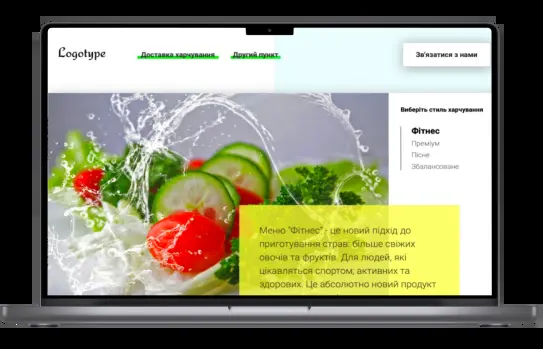 Logotype
Доставка харчування
Другий пункт
Зв'язатися з нами
Виберіть стиль харчування
Фітнес
Преміум
Пісне
Збалансоване
Меню "Фітнес" - це новий підхід до
приготування страв: більше свіжих
овочів та фруктів. Для людей, які
цікавляться спортом, активних та
здорових. Це абсолютно новий продукт